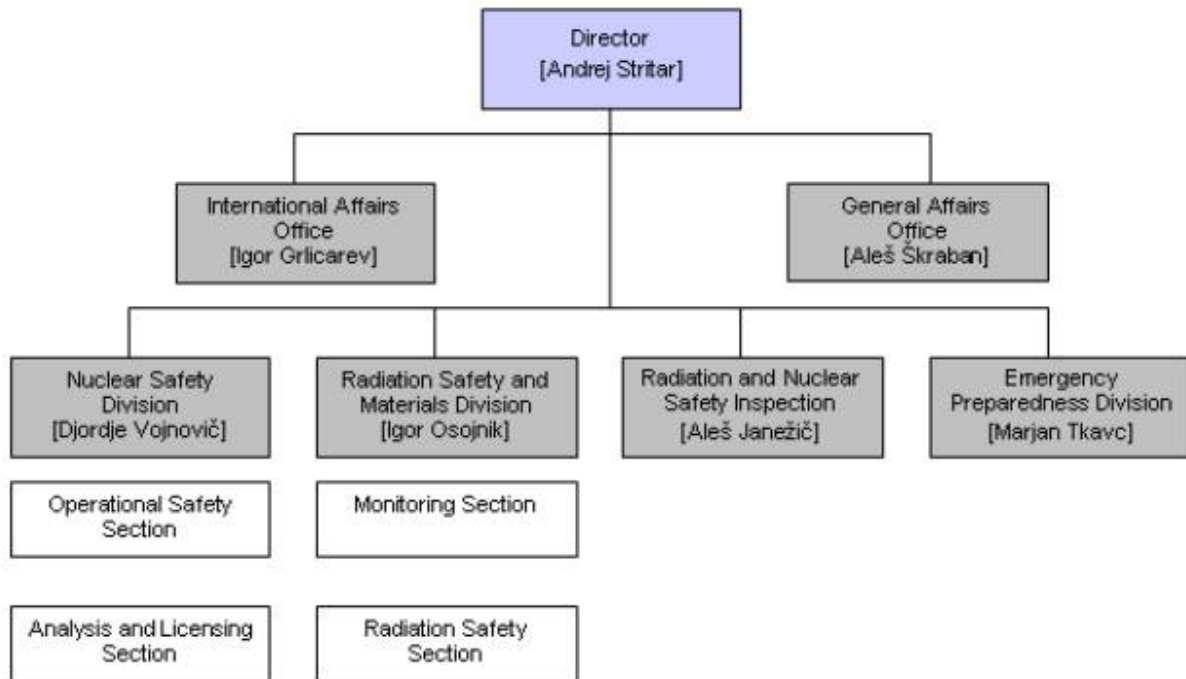 Director
[Andrej Stritar]
International Affairs
Office
[Igor Grlicarev]
General Affairs
Office
[Aleš Škraban]
Nuclear Safety
Division
[Djordje Vojnovič]
Radiation Safety and
Materials Division
[Igor Osojnik]
Radiation and Nuclear
Safety Inspection
[Aleš Janežič]
Emergency
Preparedness Division
[Marjan Tkavc]
Operational Safety
Section
Monitoring Section
Analysis and Licensing
Section
Radiation Safety
Section